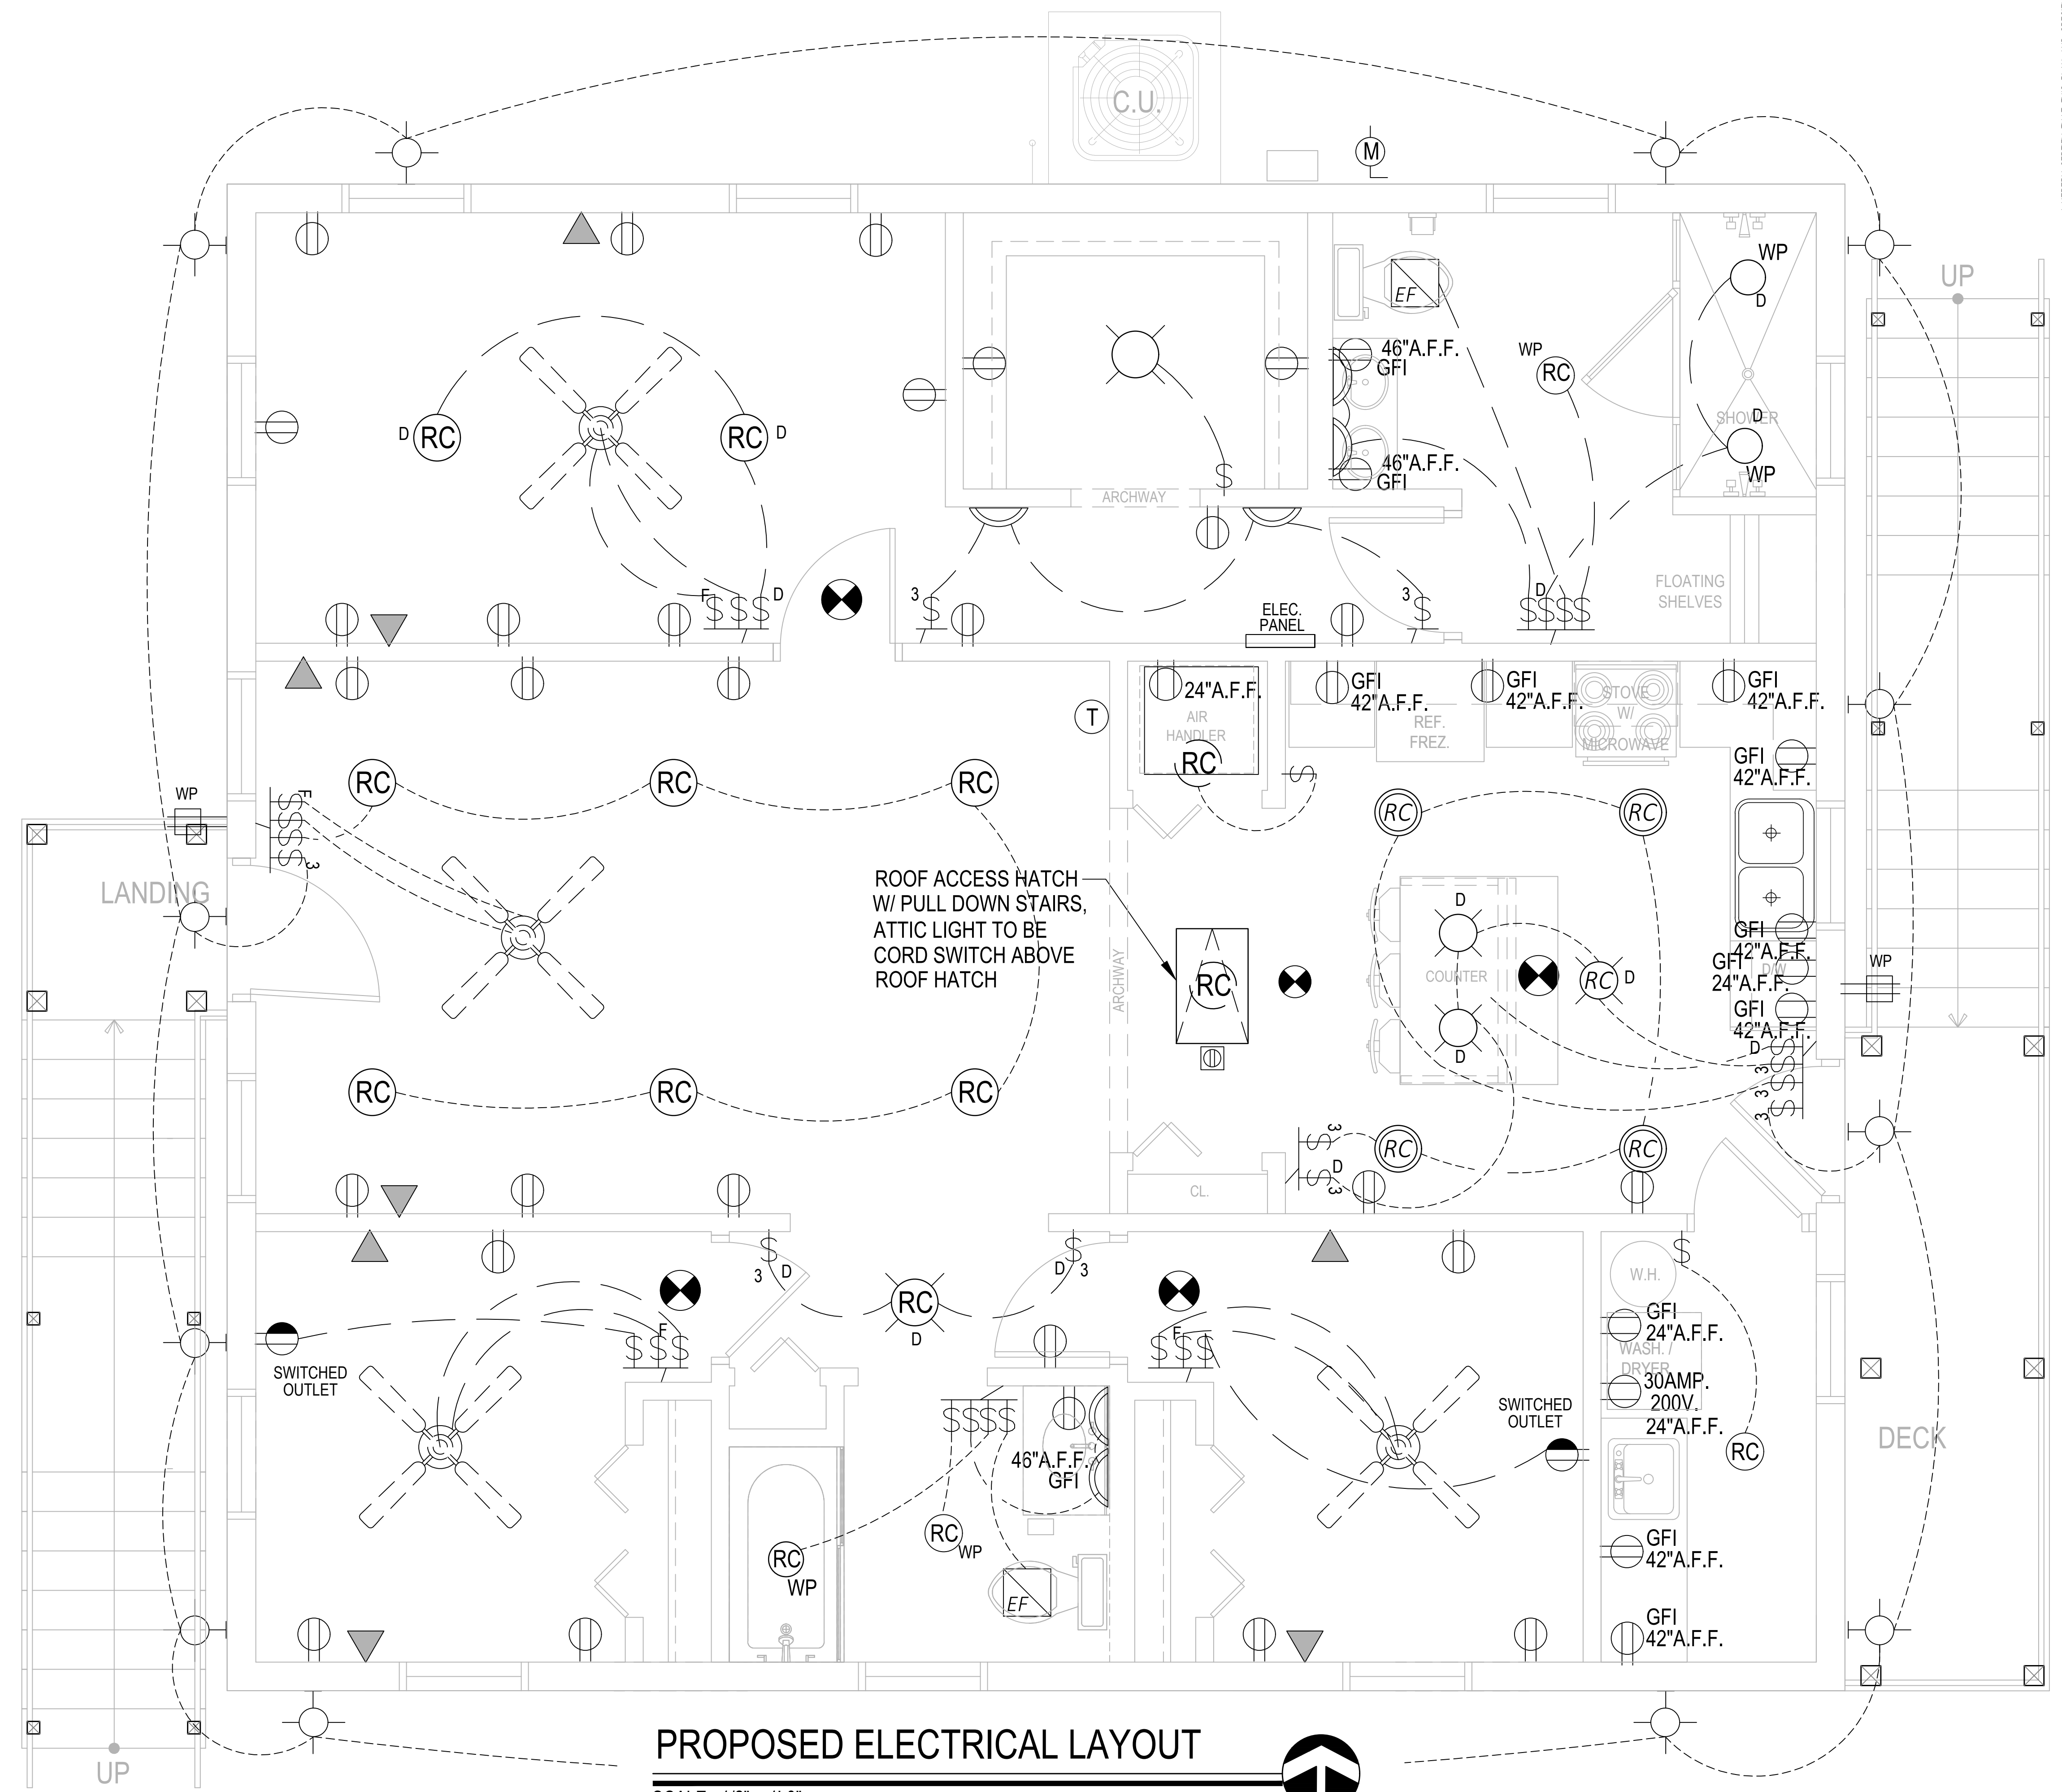 C.U.
M
UP
WP
D
EF
46"A.F.F.
GFI
WP
RC
SHOWER
D
WP
D
RC
RC
D
46"A.F.F.
GFI
$
ARCHWAY
F
$$$
D
3
$
ELEC.
PANEL
3
$
D
$$$$
FLOATING
SHELVES
24"A.F.F.
AIR
HANDLER
RC
$
T
GFI
42"A.F.F.
REF.
FREZ.
GFI
42"A.F.F.
STOVE
W/
MICROWAVE
GFI
42"A.F.F.
GFI
42"A.F.F.
RC
RC
RC
RC
RC
WP
F
$$$$
3
LANDING
ROOF ACCESS HATCH
W/ PULL DOWN STAIRS,
ATTIC LIGHT TO BE
CORD SWITCH ABOVE
ROOF HATCH
ARCHWAY
RC
D
COUNTER
D
RC
D
GFI
42"A.F.F.
GFI
24"A.F.F.
D/W
GFI
42"A.F.F.
WP
D
3
3
3
$$$$
RC
RC
RC
3
$
D
$
3
RC
RC
CL.
$
3
D
$
D
3
RC
D
$
W.H.
GFI
24"A.F.F.
WASH. /
DRYER
30AMP.
200V.
24"A.F.F.
RC
SWITCHED
OUTLET
F
$$$
F
$$$
SWITCHED
OUTLET
DECK
$$$$
46"A.F.F.
GFI
RC
WP
RC
WP
EF
GFI
42"A.F.F.
GFI
42"A.F.F.
UP
PROPOSED ELECTRICAL LAYOUT